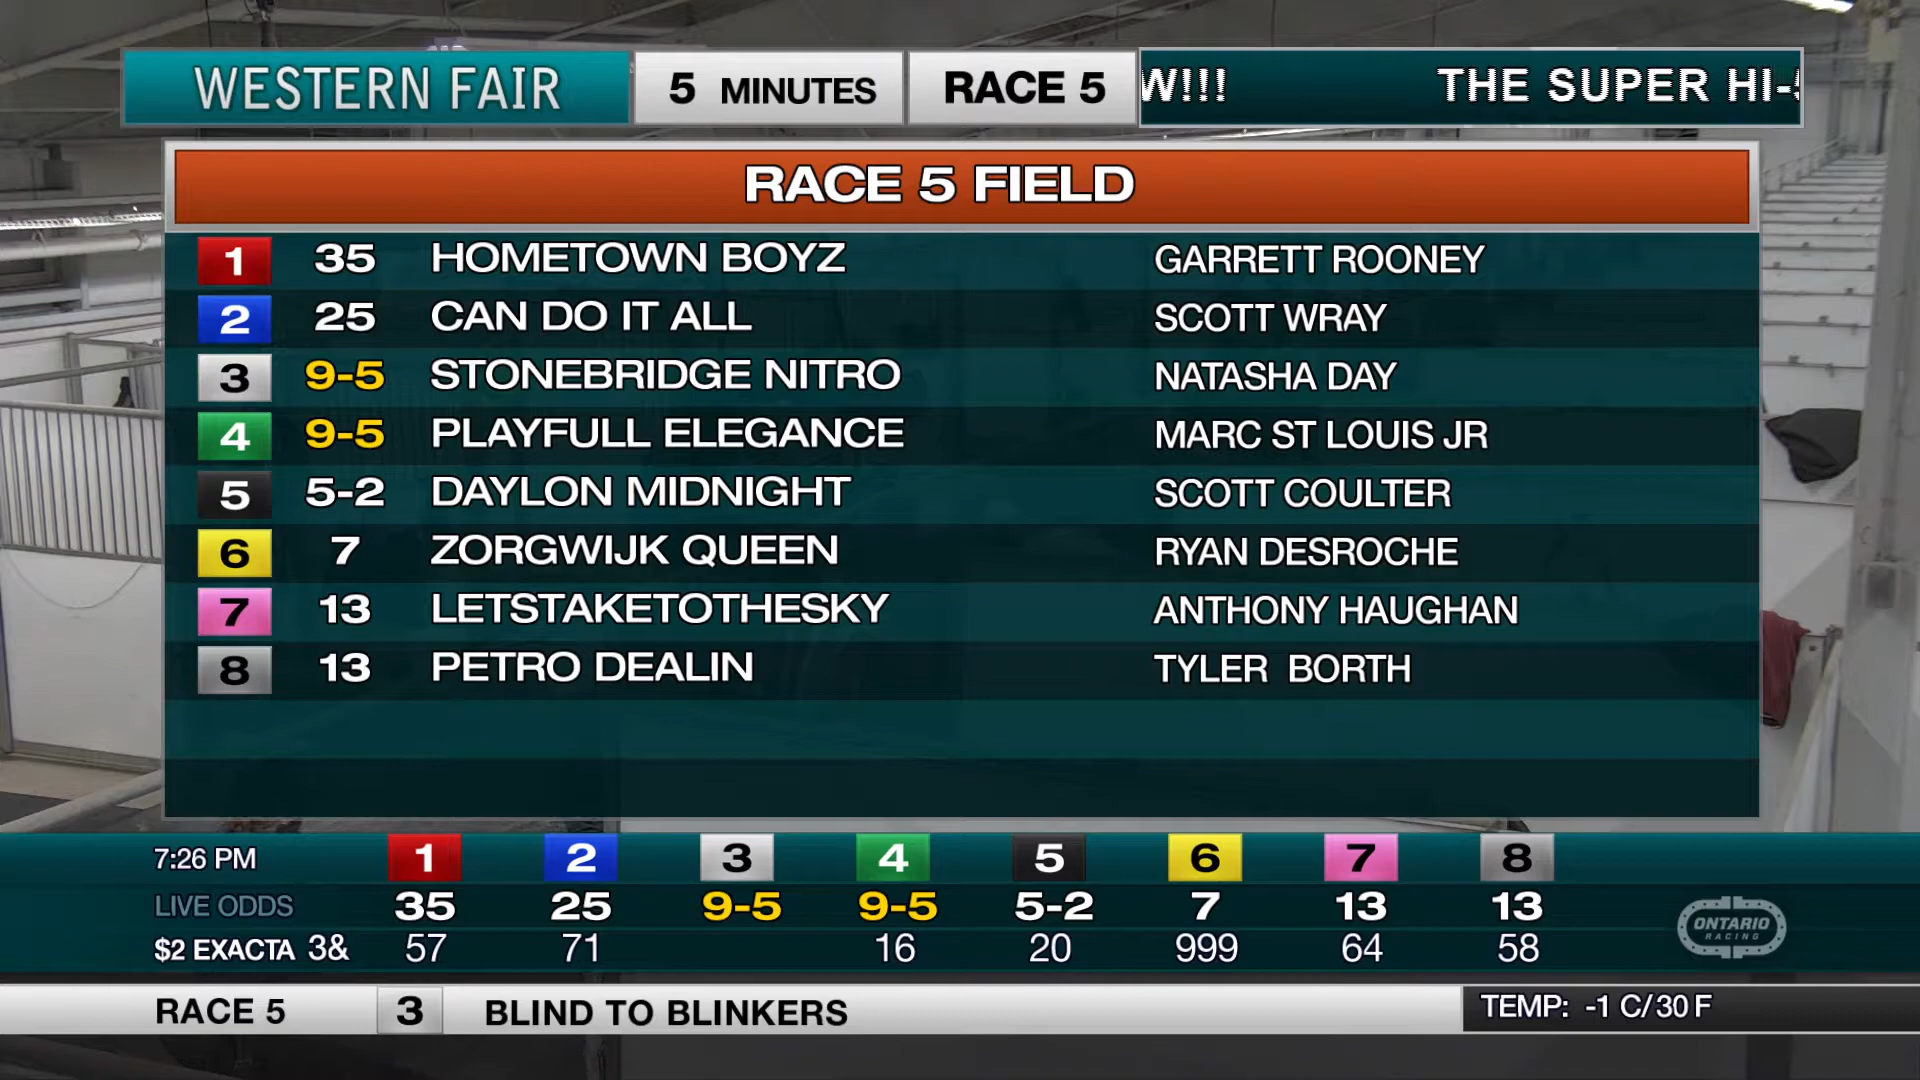 WESTERN FAIR 5 MINUTES RACE 5 W!!! THE SUPER HI-
RACE 5 FIELD
1 35 HOMETOWN BOYZ GARRETT ROONEY
2 25 CAN DO IT ALL SCOTT WRAY
3 9-5 STONEBRIDGE NITRO NATASHA DAY
4 9-5 PLAYFULL ELEGANCE MARC ST LOUIS JR
5 5-2 DAYLON MIDNIGHT SCOTT COULTER
6 7 ZORGWIJK QUEEN RYAN DESROCHE
7 13 LETSTAKETOTHESKY ANTHONY HAUGHAN
8 13 PETRO DEALIN TYLER BORTH
7:26 PM 1 2 3 4 5 6 7 8
LIVE ODDS 35 25 9-5 9-5 5-2 7 13 13
$2 EXACTA 3& 57 71 16 20 999 64 58
ONTARIO
RACING
RACE 5 3 BLIND TO BLINKERS TEMP: -1 C/30 F